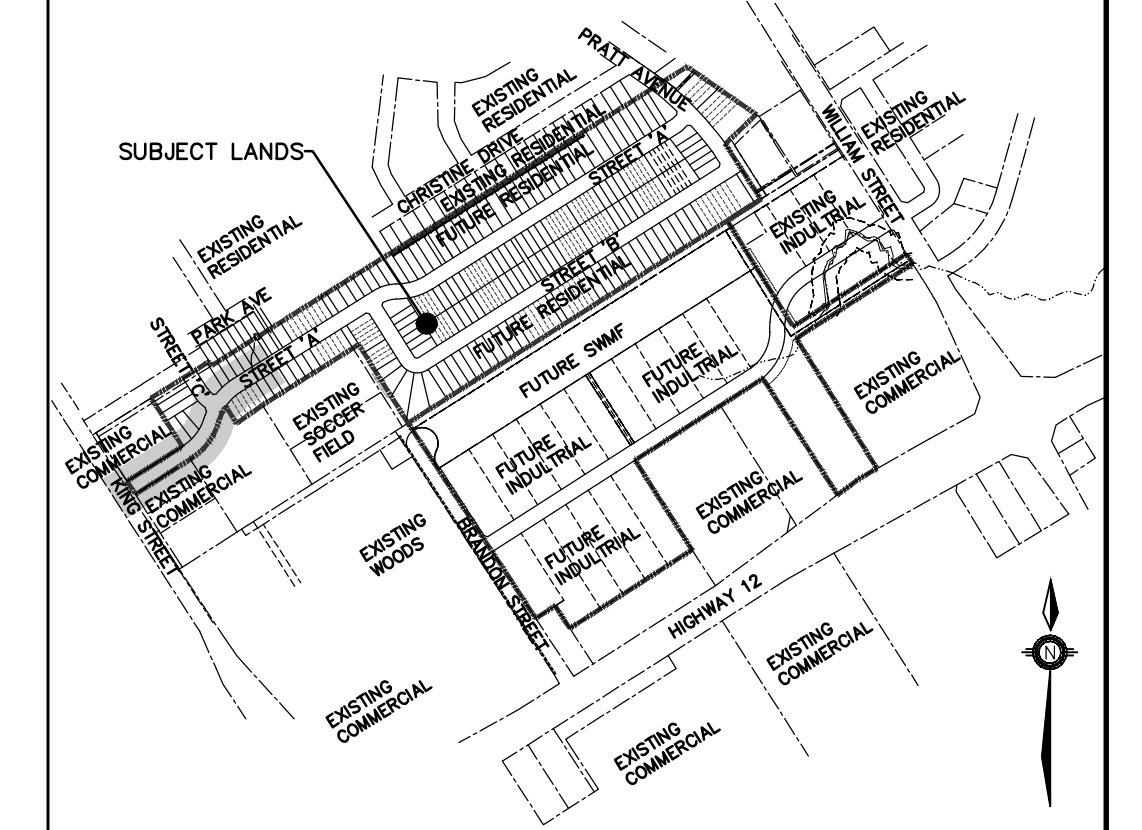 PRATT AVENUE
EXISTING
RESIDENTIAL
EXISTING
RESIDENTIAL
WILLIAM STREET
SUBJECT LANDS
CHRISTINE DRIVE
EXISTING RESIDENTIAL
FUTURE RESIDENTIAL
STREET 'A'
EXISTING
RESIDENTIAL
EXISTING
INDULTRIAL
STREET 'B'
FUTURE RESIDENTIAL
PARK AVE
STREET 'C'
STREET 'A'
FUTURE SWMF
FUTURE
INDULTRIAL
EXISTING
COMMERCIAL
EXISTING
SOCCER
FIELD
EXISTING
COMMERCIAL
EXISTING
COMMERCIAL
KING STREET
FUTURE
INDULTRIAL
EXISTING
COMMERCIAL
EXISTING
WOODS
BRANDON STREET
FUTURE
INDULTRIAL
HIGHWAY 12
EXISTING
COMMERCIAL
N
EXISTING
COMMERCIAL
EXISTING
COMMERCIAL